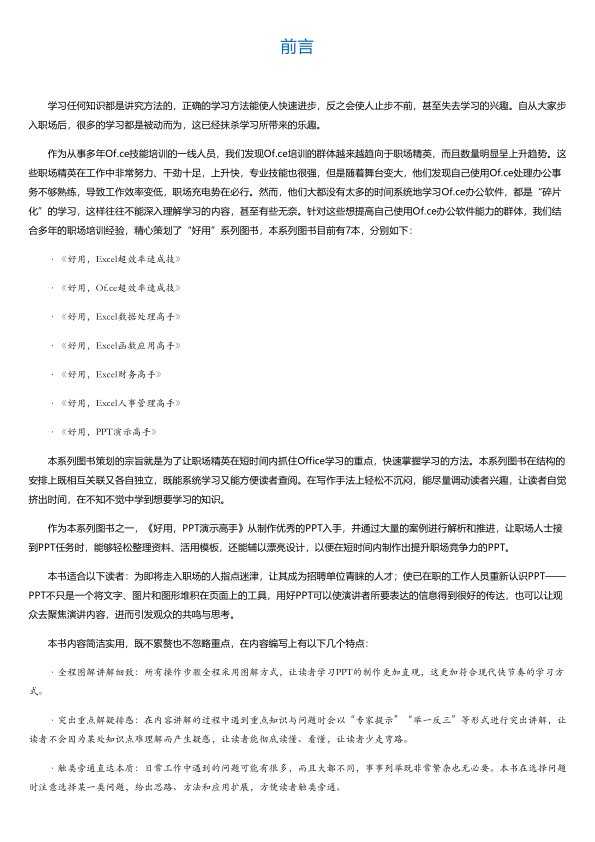 前言
学习任何知识都是讲究方法的，正确的学习方法能使人快速进步，反之会使人止步不前，甚至失去学习的兴趣。自从大家步
入职场后，很多的学习都是被动而为，这已经抹杀学习所带来的乐趣。
作为从事多年Of.ce技能培训的一线人员，我们发现Of.ce培训的群体越来越趋向于职场精英，而且数量明显呈上升趋势。这
些职场精英在工作中非常努力、干劲十足，上升快，专业技能也很强，但是随着舞台变大，他们发现自己使用Of.ce处理办公事
务不够熟练，导致工作效率变低，职场充电势在必行。然而，他们大都没有太多的时间系统地学习Of.ce办公软件，都是“碎片
化”的学习，这样往往不能深入理解学习的内容，甚至有些无奈。针对这些想提高自己使用Of.ce办公软件能力的群体，我们结
合多年的职场培训经验，精心策划了“好用”系列图书，本系列图书目前有7本，分别如下：
·《好用，Excel超效率速成技》
·《好用，Of.ce超效率速成技》
·《好用，Excel数据处理高手》
·《好用，Excel函数应用高手》
·《好用，Excel财务高手》
·《好用，Excel人事管理高手》
·《好用，PPT演示高手》
本系列图书策划的宗旨就是为了让职场精英在短时间内抓住Office学习的重点，快速掌握学习的方法。本系列图书在结构的
安排上既相互关联又各自独立，既能系统学习又能方便读者查阅。在写作手法上轻松不沉闷，能尽量调动读者兴趣，让读者自觉
挤出时间，在不知不觉中学到想要学习的知识。
作为本系列图书之一，《好用，PPT演示高手》从制作优秀的PPT入手，并通过大量的案例进行解析和推进，让职场人士接
到PPT任务时，能够轻松整理资料、活用模板，还能辅以漂亮设计，以便在短时间内制作出提升职场竞争力的PPT。
本书适合以下读者：为即将走入职场的人指点迷津，让其成为招聘单位青睐的人才；使已在职的工作人员重新认识PPT——
PPT不只是一个将文字、图片和图形堆积在页面上的工具，用好PPT可以使演讲者所要表达的信息得到很好的传达，也可以让观
众去聚焦演讲内容，进而引发观众的共鸣与思考。
本书内容简洁实用，既不累赘也不忽略重点，在内容编写上有以下几个特点：
·全程图解讲解细致：所有操作步骤全程采用图解方式，让读者学习PPT的制作更加直观，这更加符合现代快节奏的学习方
式。
·突出重点解疑排惑：在内容讲解的过程中遇到重点知识与问题时会以“专家提示”“举一反三”等形式进行突出讲解，让
读者不会因为某处知识点难理解而产生疑惑，让读者能彻底读懂、看懂，让读者少走弯路。
·触类旁通直达本质：日常工作中遇到的问题可能有很多，而且大都不同，事事列举既非常繁杂也无必要。本书在选择问题
时注意选择某一类问题，给出思路、方法和应用扩展，方便读者触类旁通。